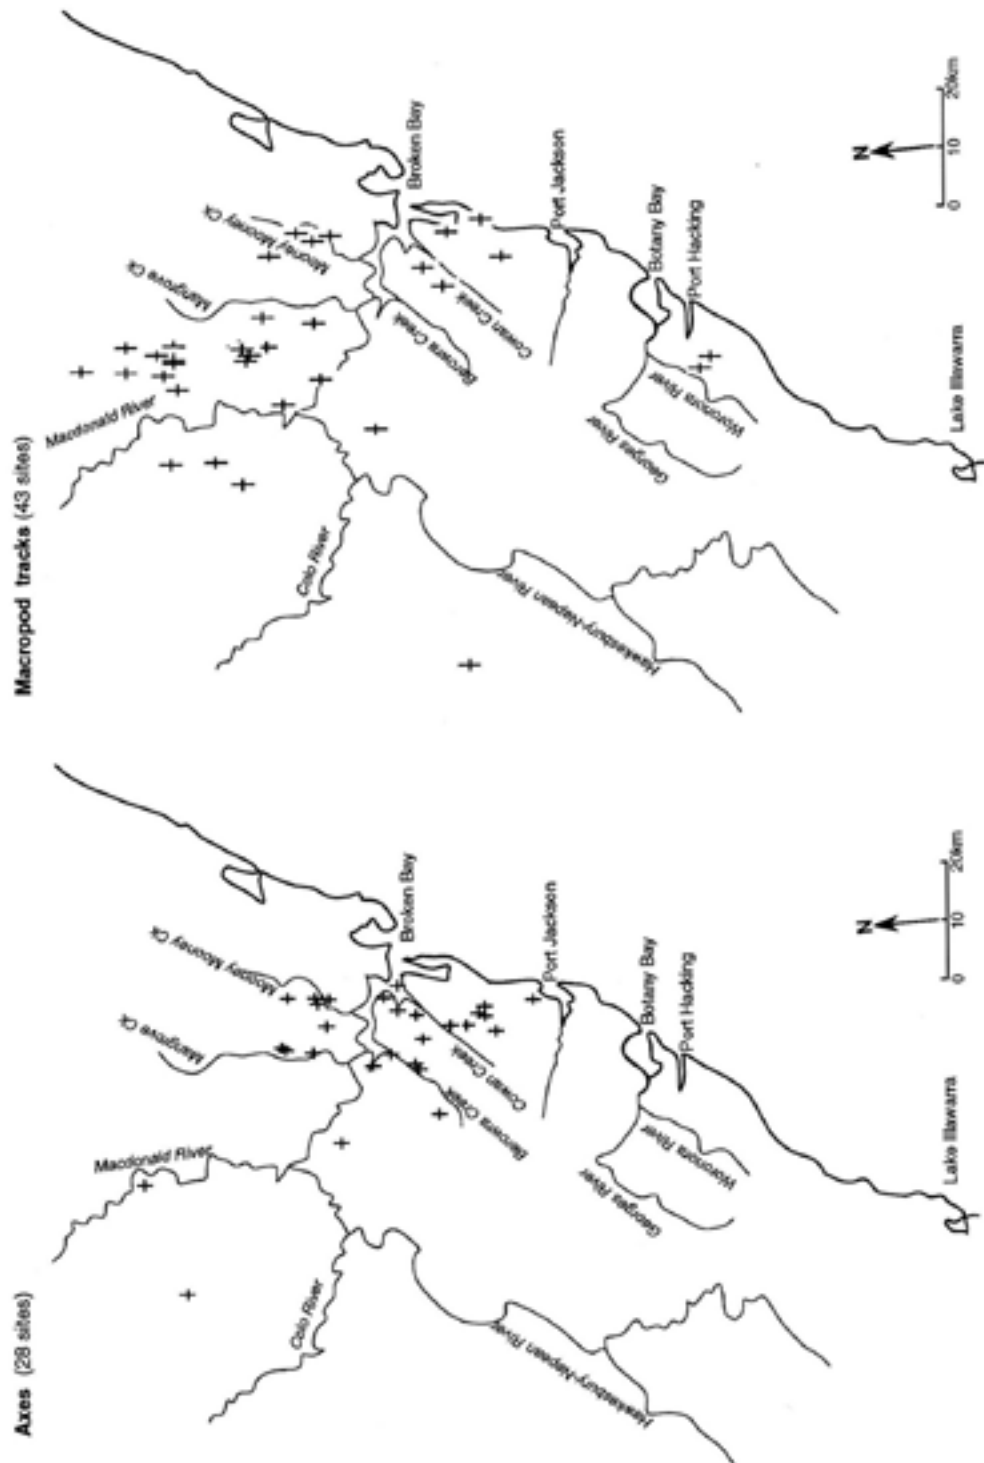 Axes (28 sites)
Macdonald River
Mangrove Ck
Mooney Mooney Ck
Colo River
Broken Bay
Berowra Creek
Cowan Creek
Port Jackson
Hawkesbury-Nepean River
Georges River
Woronora River
Botany Bay
Port Hacking
Lake Illawarra
N
0 10 20km
Macropod tracks (43 sites)
Macdonald River
Mangrove Ck
Mooney Mooney Ck
Colo River
Broken Bay
Berowra Creek
Cowan Creek
Port Jackson
Hawkesbury-Nepean River
Georges River
Woronora River
Botany Bay
Port Hacking
Lake Illawarra
N
0 10 20km